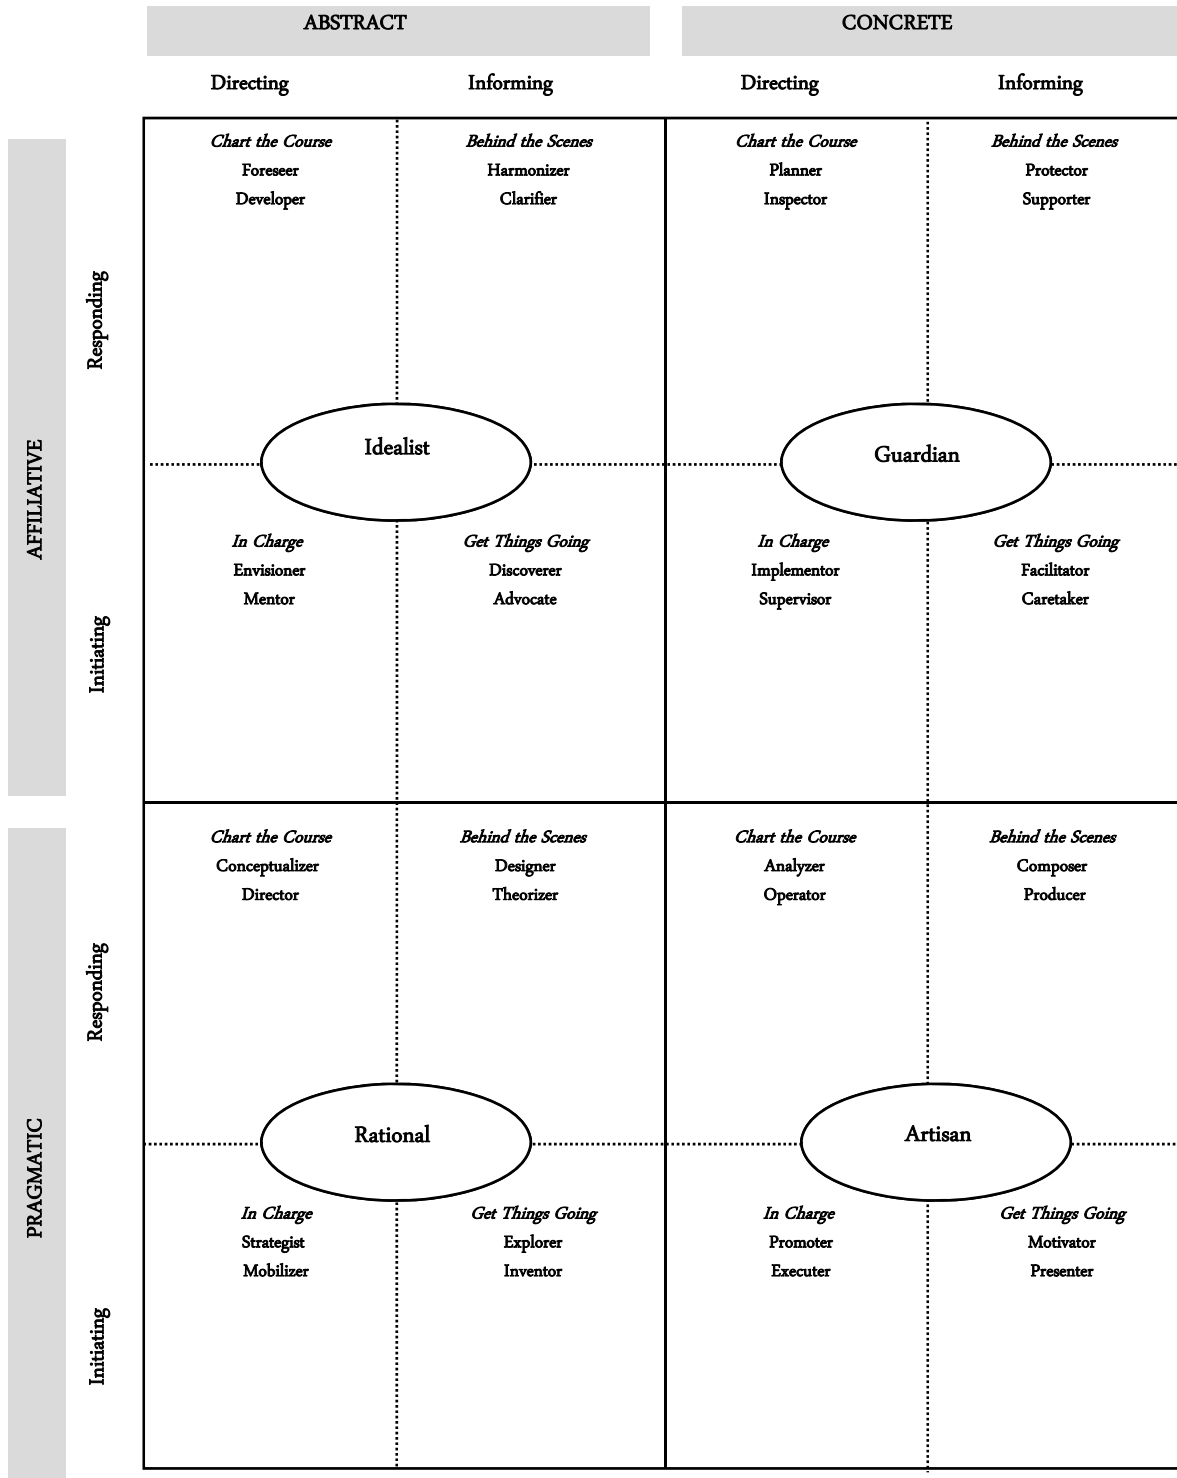 ABSTRACT
CONCRETE
Directing
Informing
Directing
Informing
AFFILIATIVE
Responding
Chart the Course
Foreseer
Developer
Behind the Scenes
Harmonizer
Clarifier
Chart the Course
Planner
Inspector
Behind the Scenes
Protector
Supporter
Idealist
Guardian
Initiating
In Charge
Envisioner
Mentor
Get Things Going
Discoverer
Advocate
In Charge
Implementor
Supervisor
Get Things Going
Facilitator
Caretaker
PRAGMATIC
Responding
Chart the Course
Conceptualizer
Director
Behind the Scenes
Designer
Theorizer
Chart the Course
Analyzer
Operator
Behind the Scenes
Composer
Producer
Rational
Artisan
Initiating
In Charge
Strategist
Mobilizer
Get Things Going
Explorer
Inventor
In Charge
Promoter
Executer
Get Things Going
Motivator
Presenter